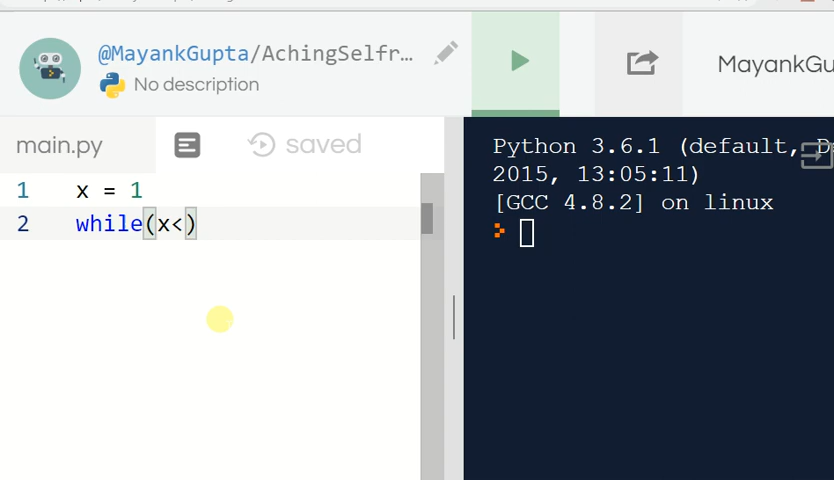 @MayankGupta/AchingSelfr...
No description
MayankGu
main.py
saved
1 x = 1
2 while(x<)
Python 3.6.1 (default, D
2015, 13:05:11)
[GCC 4.8.2] on linux